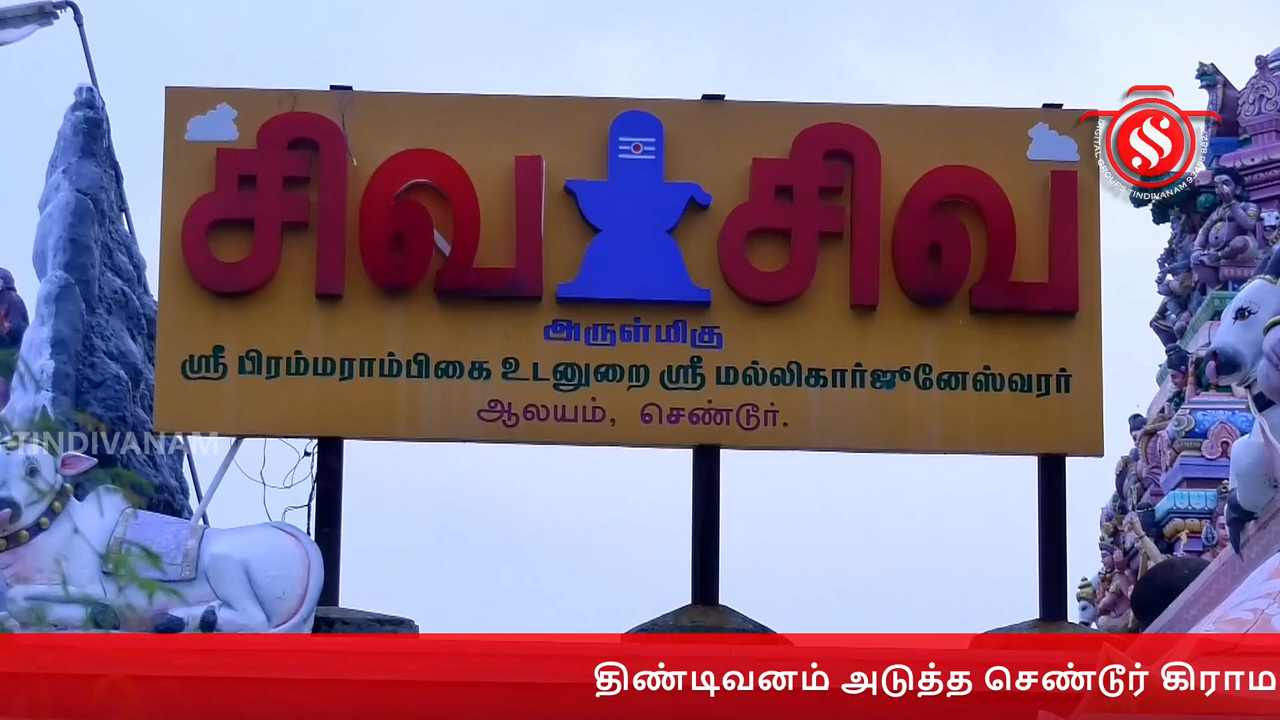 சிவ சிவ
அருள்மிகு
ஸ்ரீ பிரம்மராம்பிகை உடனுறை ஸ்ரீ மல்லிகார்ஜூனேஸ்வரர்
ஆலயம், செண்டூர்.
TINDIVANAM
திண்டிவனம் அடுத்த செண்டூர் கிராம